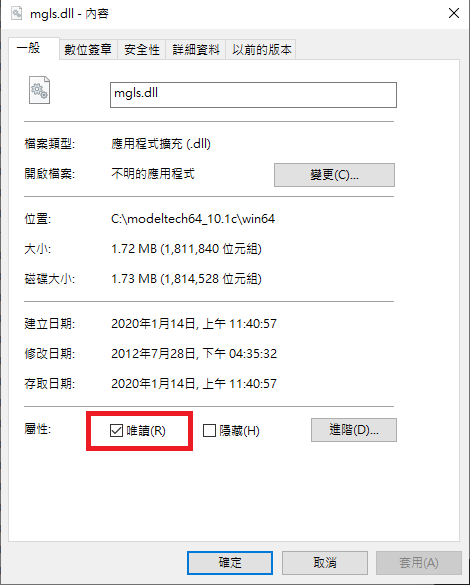 mgls.dll - 內容
一般 數位簽章 安全性 詳細資料 以前的版本
mgls.dll
檔案類型: 應用程式擴充 (.dll)
開啟檔案: 不明的應用程式 變更(C)...
位置: C:\modeltech64_10.1c\win64
大小: 1.72 MB (1,811,840 位元組)
磁碟大小: 1.73 MB (1,814,528 位元組)
建立日期: 2020年1月14日, 上午 11:40:57
修改日期: 2012年7月28日, 下午 04:35:32
存取日期: 2020年1月14日, 上午 11:40:57
屬性: 唯讀(R) 隱藏(H) 進階(D)...
確定 取消 套用(A)